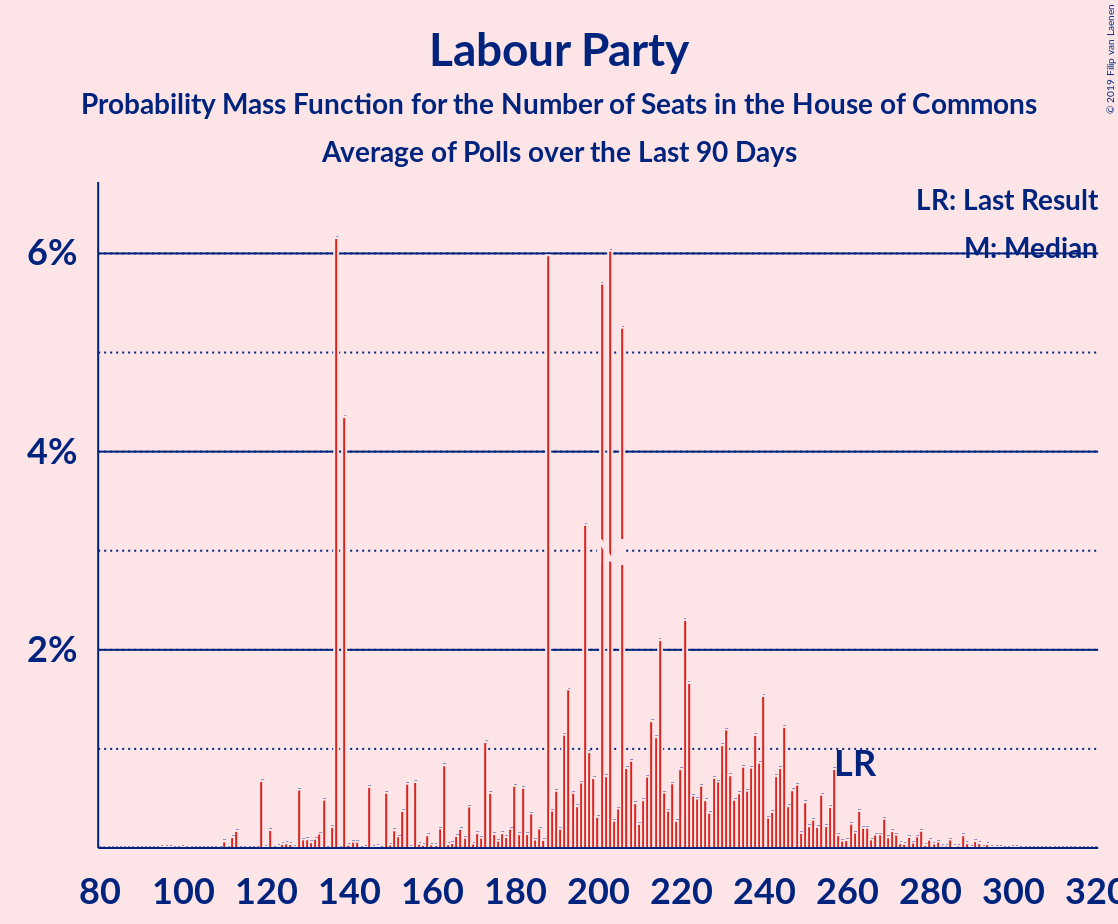 Labour Party
Probability Mass Function for the Number of Seats in the House of Commons
Average of Polls over the Last 90 Days
© 2019 Filip van Laenen
LR: Last Result
M: Median
6%
4%
2%
M
LR
80 100 120 140 160 180 200 220 240 260 280 300 320